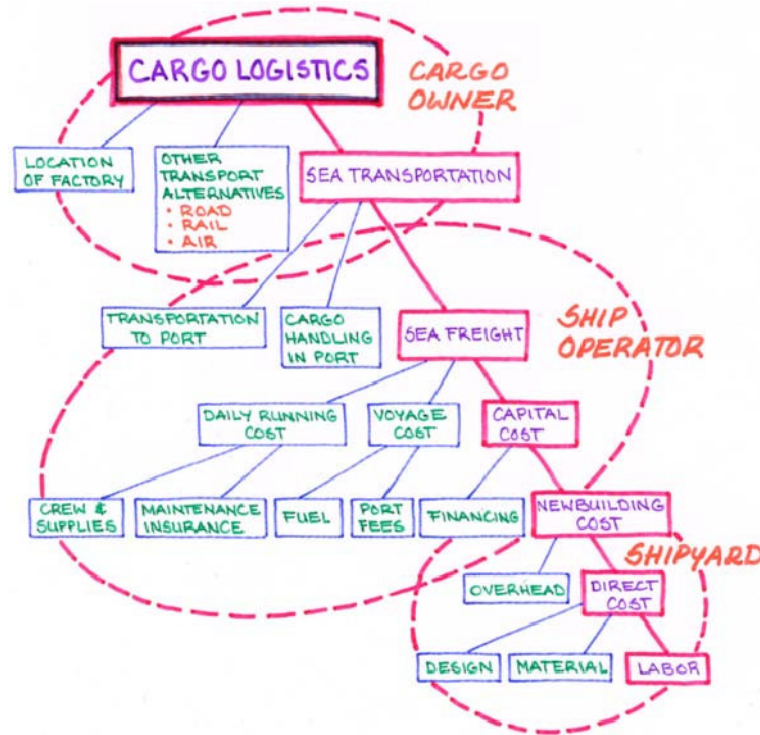 CARGO LOGISTICS
CARGO
OWNER
LOCATION
OF FACTORY
OTHER
TRANSPORT
ALTERNATIVES
• ROAD
• RAIL
• AIR
SEA TRANSPORTATION
TRANSPORTATION
TO PORT
CARGO
HANDLING
IN PORT
SEA FREIGHT
SHIP
OPERATOR
DAILY RUNNING
COST
VOYAGE
COST
CAPITAL
COST
CREW &
SUPPLIES
MAINTENANCE
INSURANCE
FUEL
PORT
FEES
FINANCING
NEWBUILDING
COST
SHIPYARD
OVERHEAD
DIRECT
COST
DESIGN
MATERIAL
LABOR